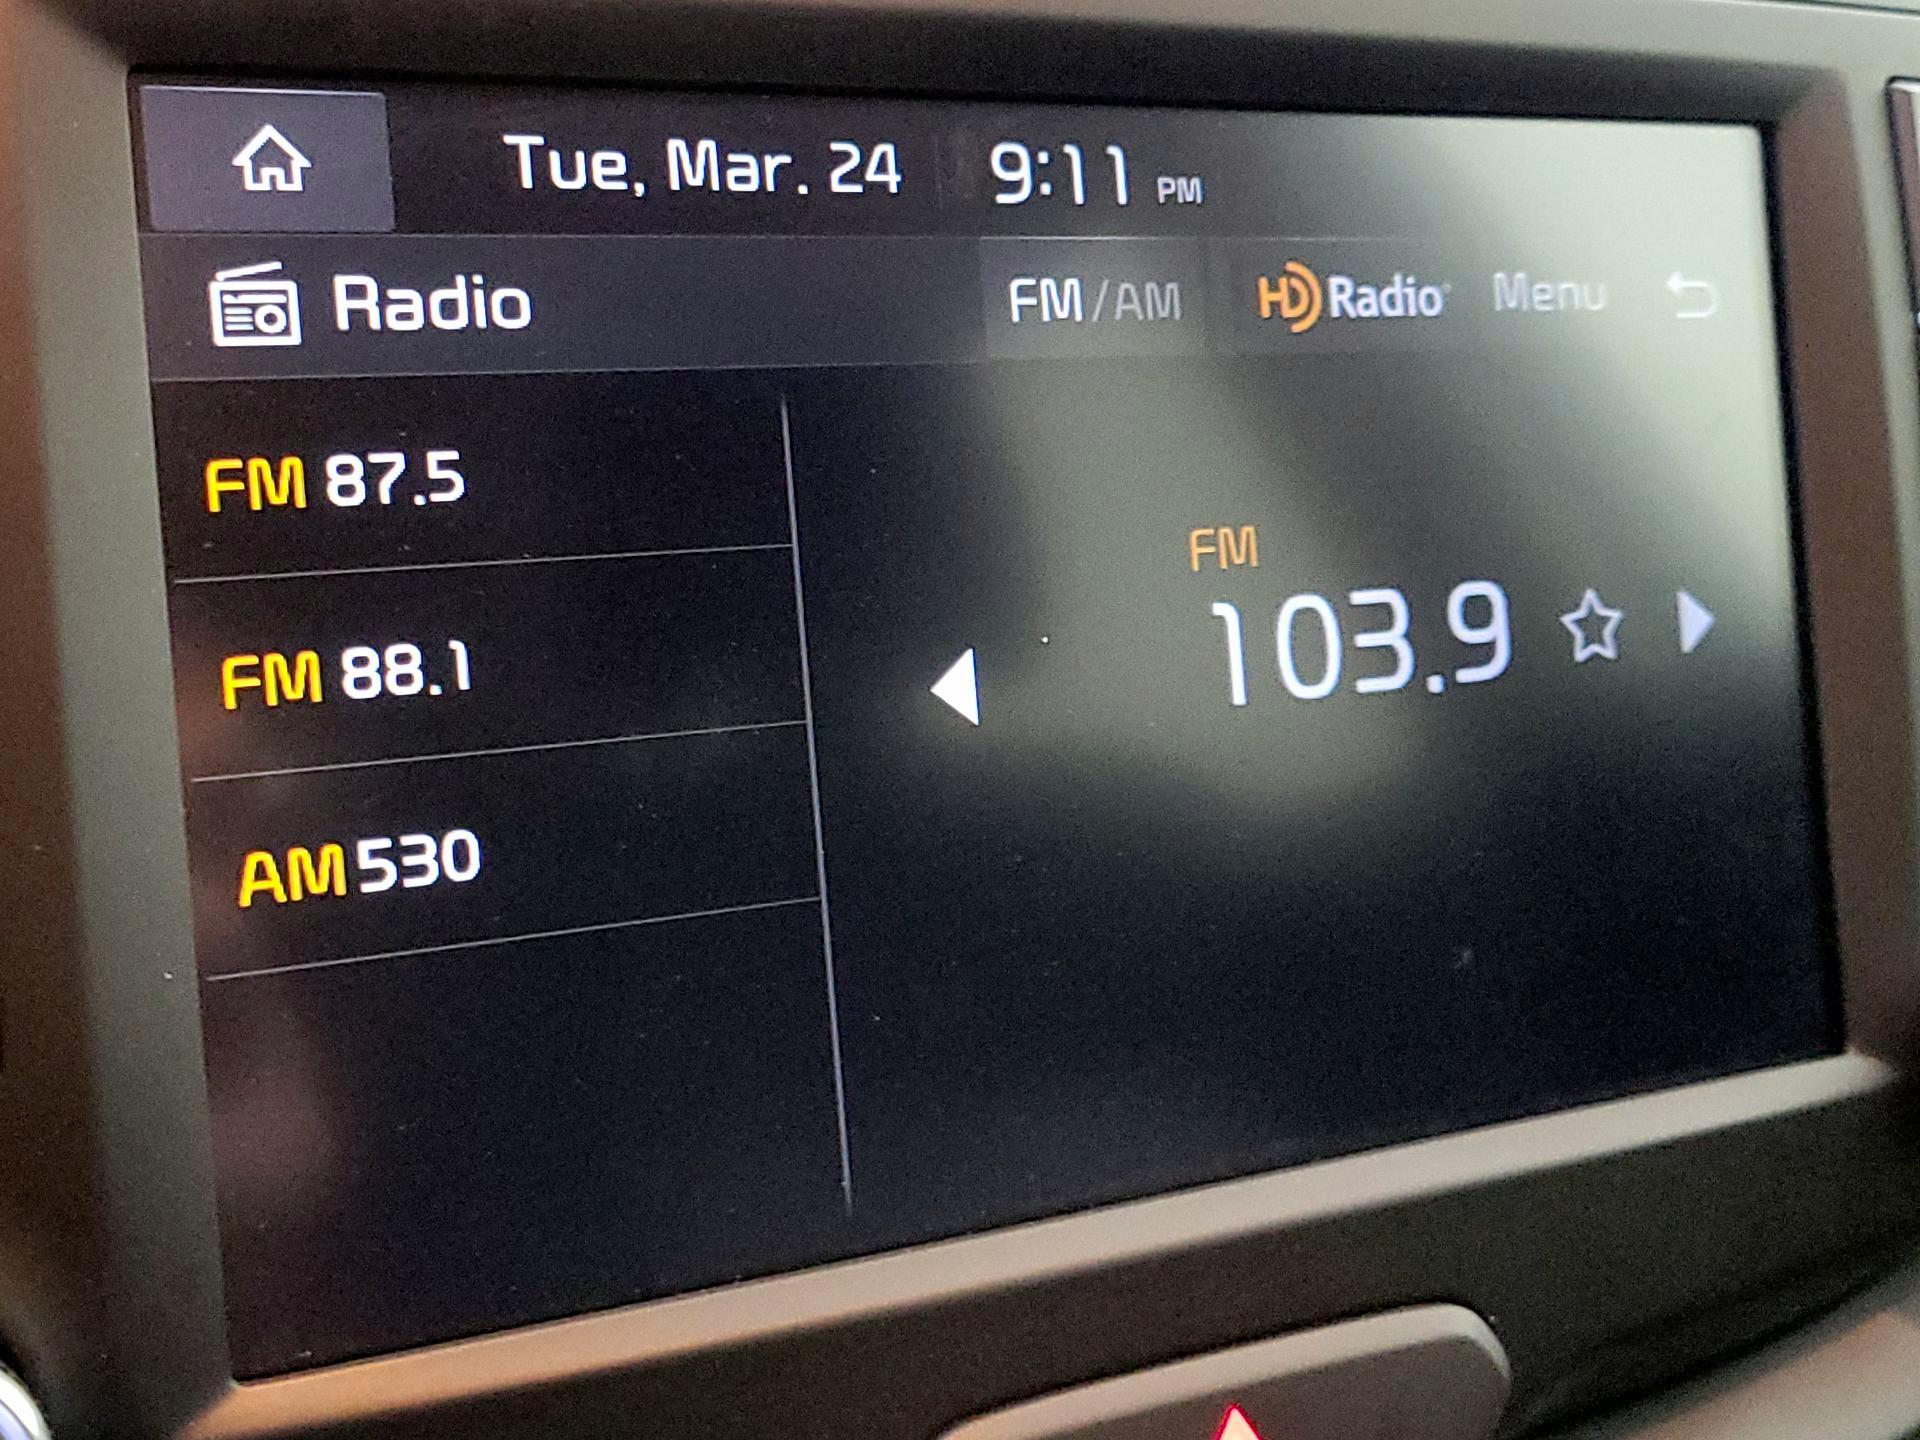 Tue, Mar. 24 9:11 PM
Radio FM/AM HD Radio Menu
FM 87.5
FM 88.1
AM 530
FM
103.9